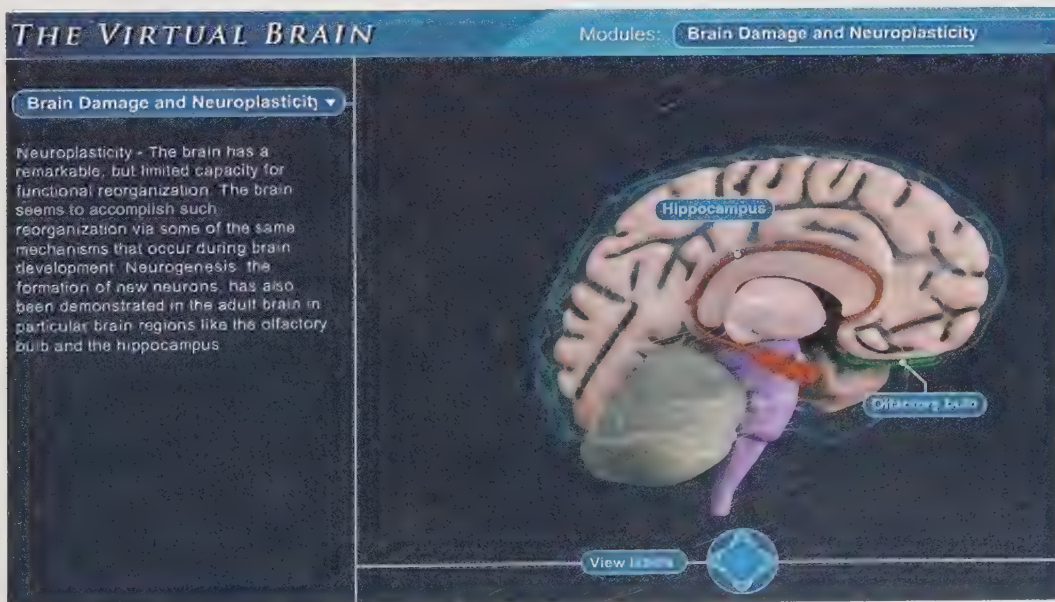 THE VIRTUAL BRAIN
Modules: Brain Damage and Neuroplasticity
Brain Damage and Neuroplasticity
Neuroplasticity - The brain has a
remarkable, but limited capacity for
functional reorganization. The brain
seems to accomplish such
reorganization via some of the same
mechanisms that occur during brain
development. Neurogenesis, the
formation of new neurons, has also
been demonstrated in the adult brain in
particular brain regions like the olfactory
bulb and the hippocampus
Hippocampus
Olfactory bulb
View labels